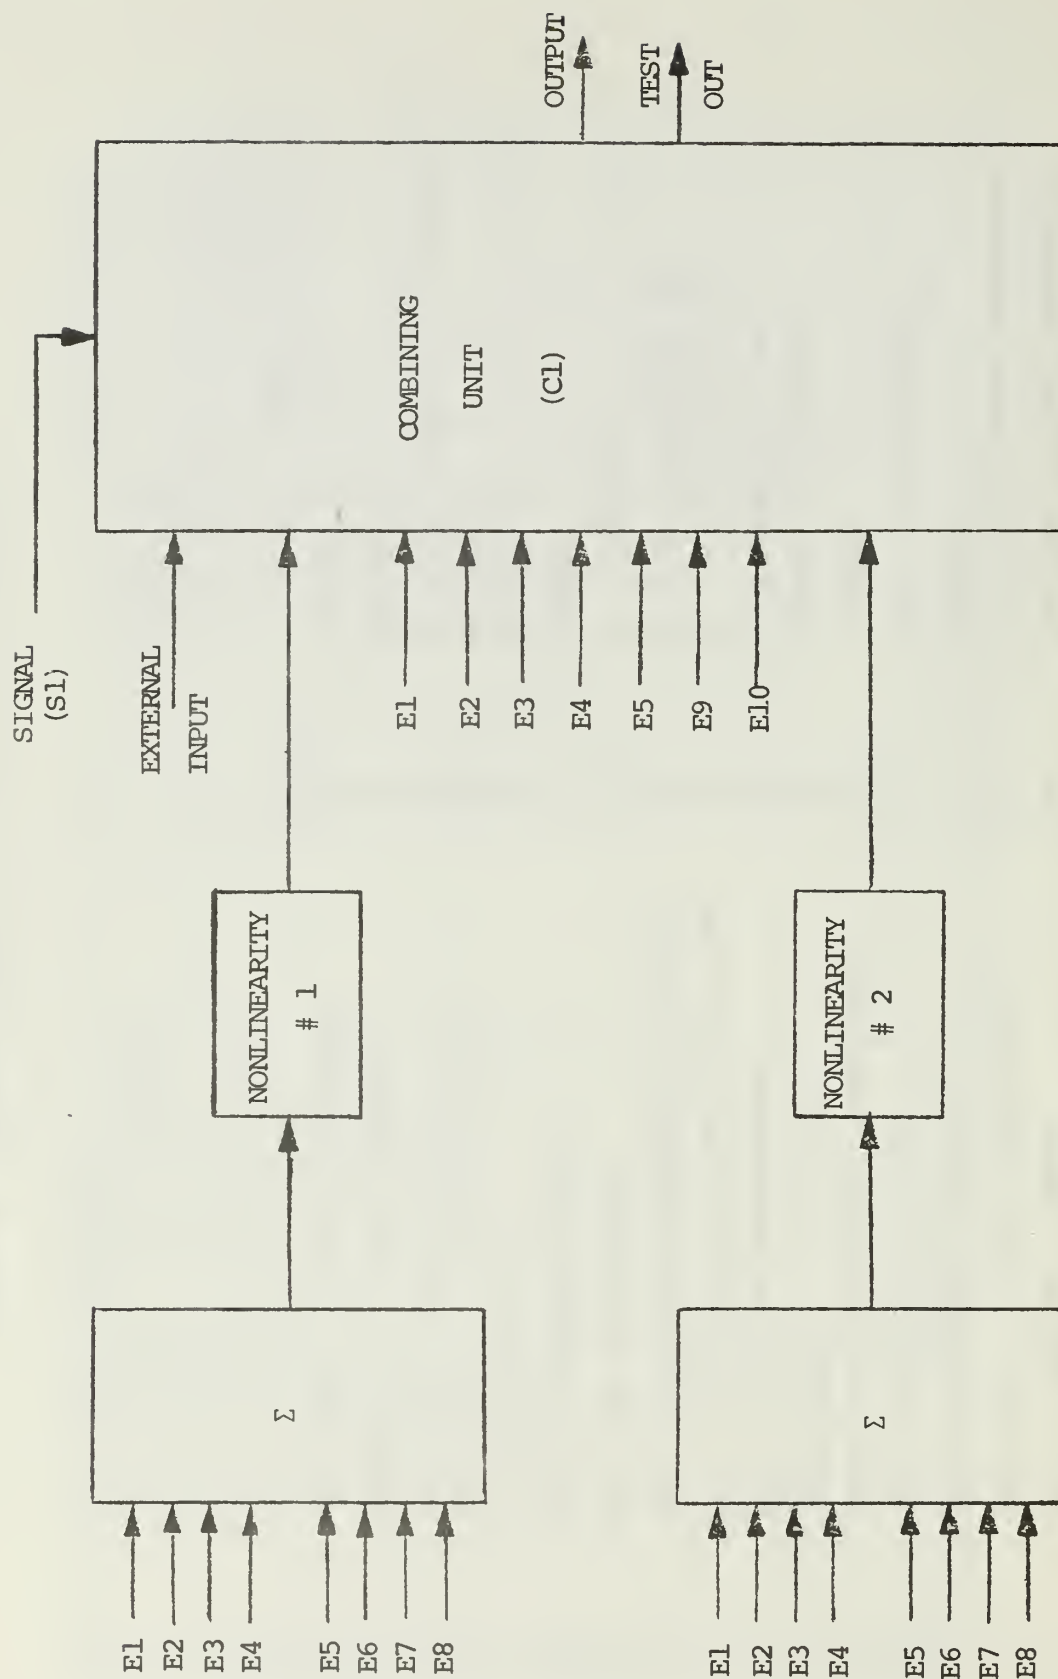 SIGNAL
(S1)
EXTERNAL
INPUT
OUTPUT
TEST
OUT
COMBINING
UNIT
(C1)
E1
E2
E3
E4
E5
E9
E10
NONLINEARITY
# 1
NONLINEARITY
# 2
Σ
Σ
E1
E2
E3
E4
E5
E6
E7
E8
E1
E2
E3
E4
E5
E6
E7
E8